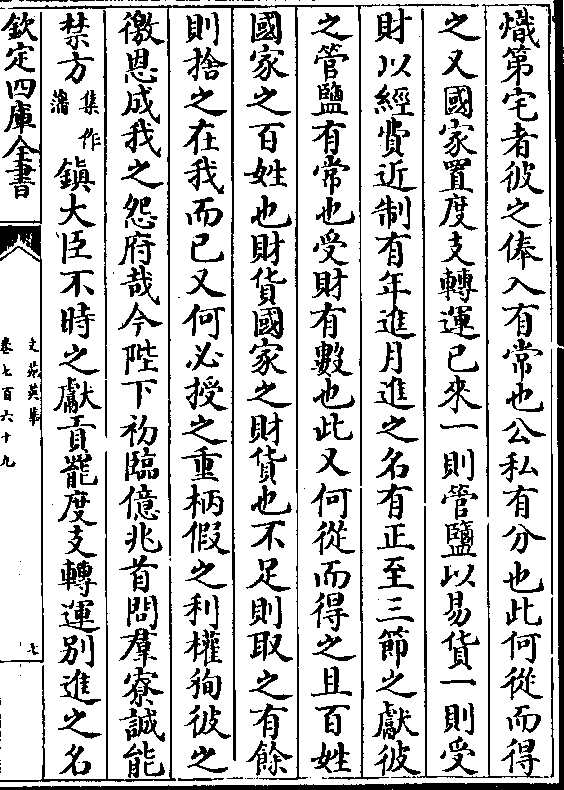 熾第宅者彼之俸入有常也公私有分也此何從而得
之又國家置度支轉運已來一則管鹽以易貨一則受
財以經費近制有年進月進之名有正至三節之獻彼
之管鹽有常也受財有數也此又何從而得之且百姓
國家之百姓也財貨國家之財貨也不足則取之有餘
則捨之在我而已又何必授之重柄假之利權徇彼之
徼恩成我之怨府哉今陛下初臨億兆首問羣寮誠能
禁方集作藩鎮大臣不時之獻貢罷度支轉運別進之名
欽定四庫全書
文苑英華
卷七百六十九
七